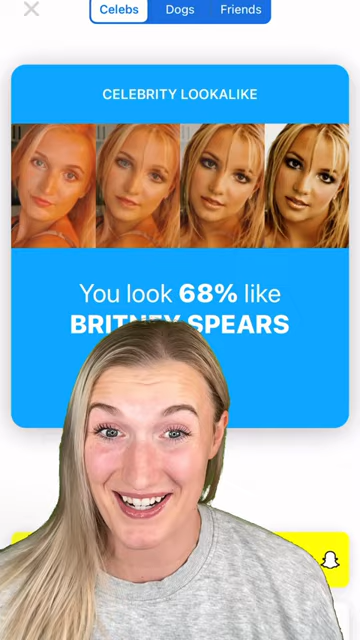 Celebs Dogs Friends
CELEBRITY LOOKALIKE
You look 68% like
BRITNEY SPEARS